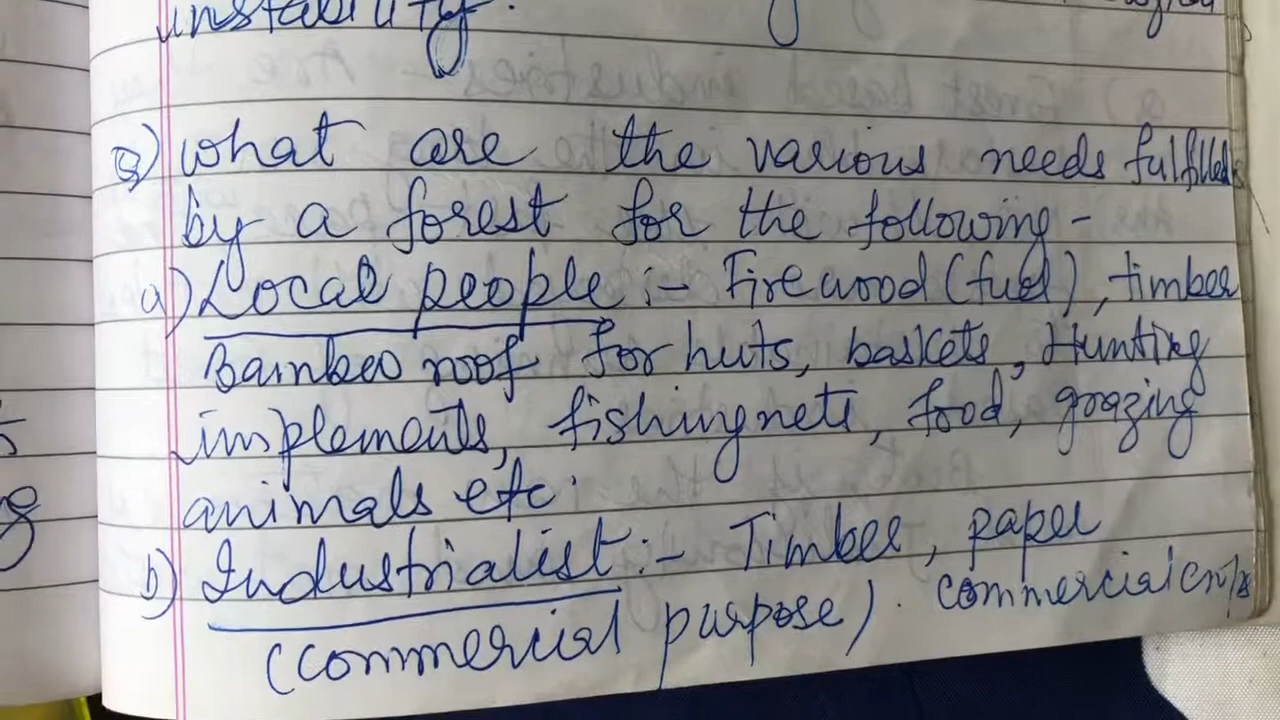 instability.
Q) what are the various needs fulfilled
by a forest for the following -
a) Local people :- Firewood (fuel), timber
Bamboo roof for huts, baskets, Hunting
implements, fishing nets, food, grazing
animals etc.
b) Industrialist :- Timber, paper
(commercial purpose). commercial crops